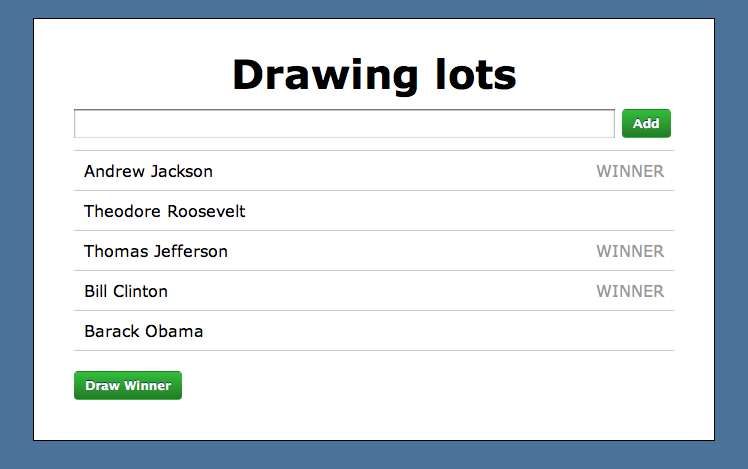 Drawing lots
Add
Andrew Jackson WINNER
Theodore Roosevelt
Thomas Jefferson WINNER
Bill Clinton WINNER
Barack Obama
Draw Winner